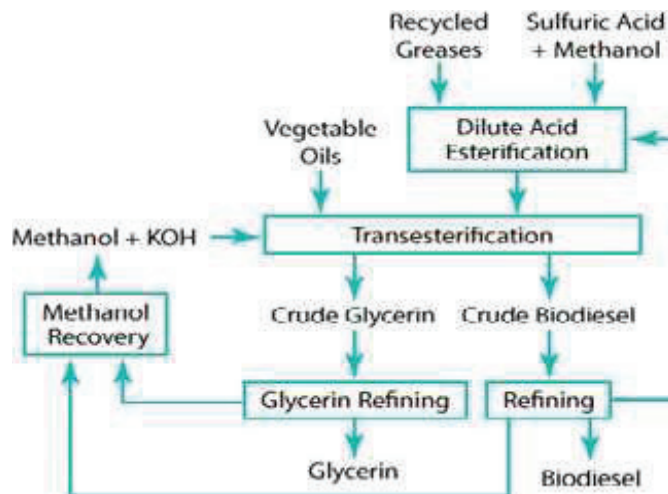 Recycled
Greases
Sulfuric Acid
+ Methanol
Dilute Acid
Esterification
Vegetable
Oils
Methanol + KOH
Transesterification
Methanol
Recovery
Crude Glycerin
Crude Biodiesel
Glycerin Refining
Refining
Glycerin
Biodiesel